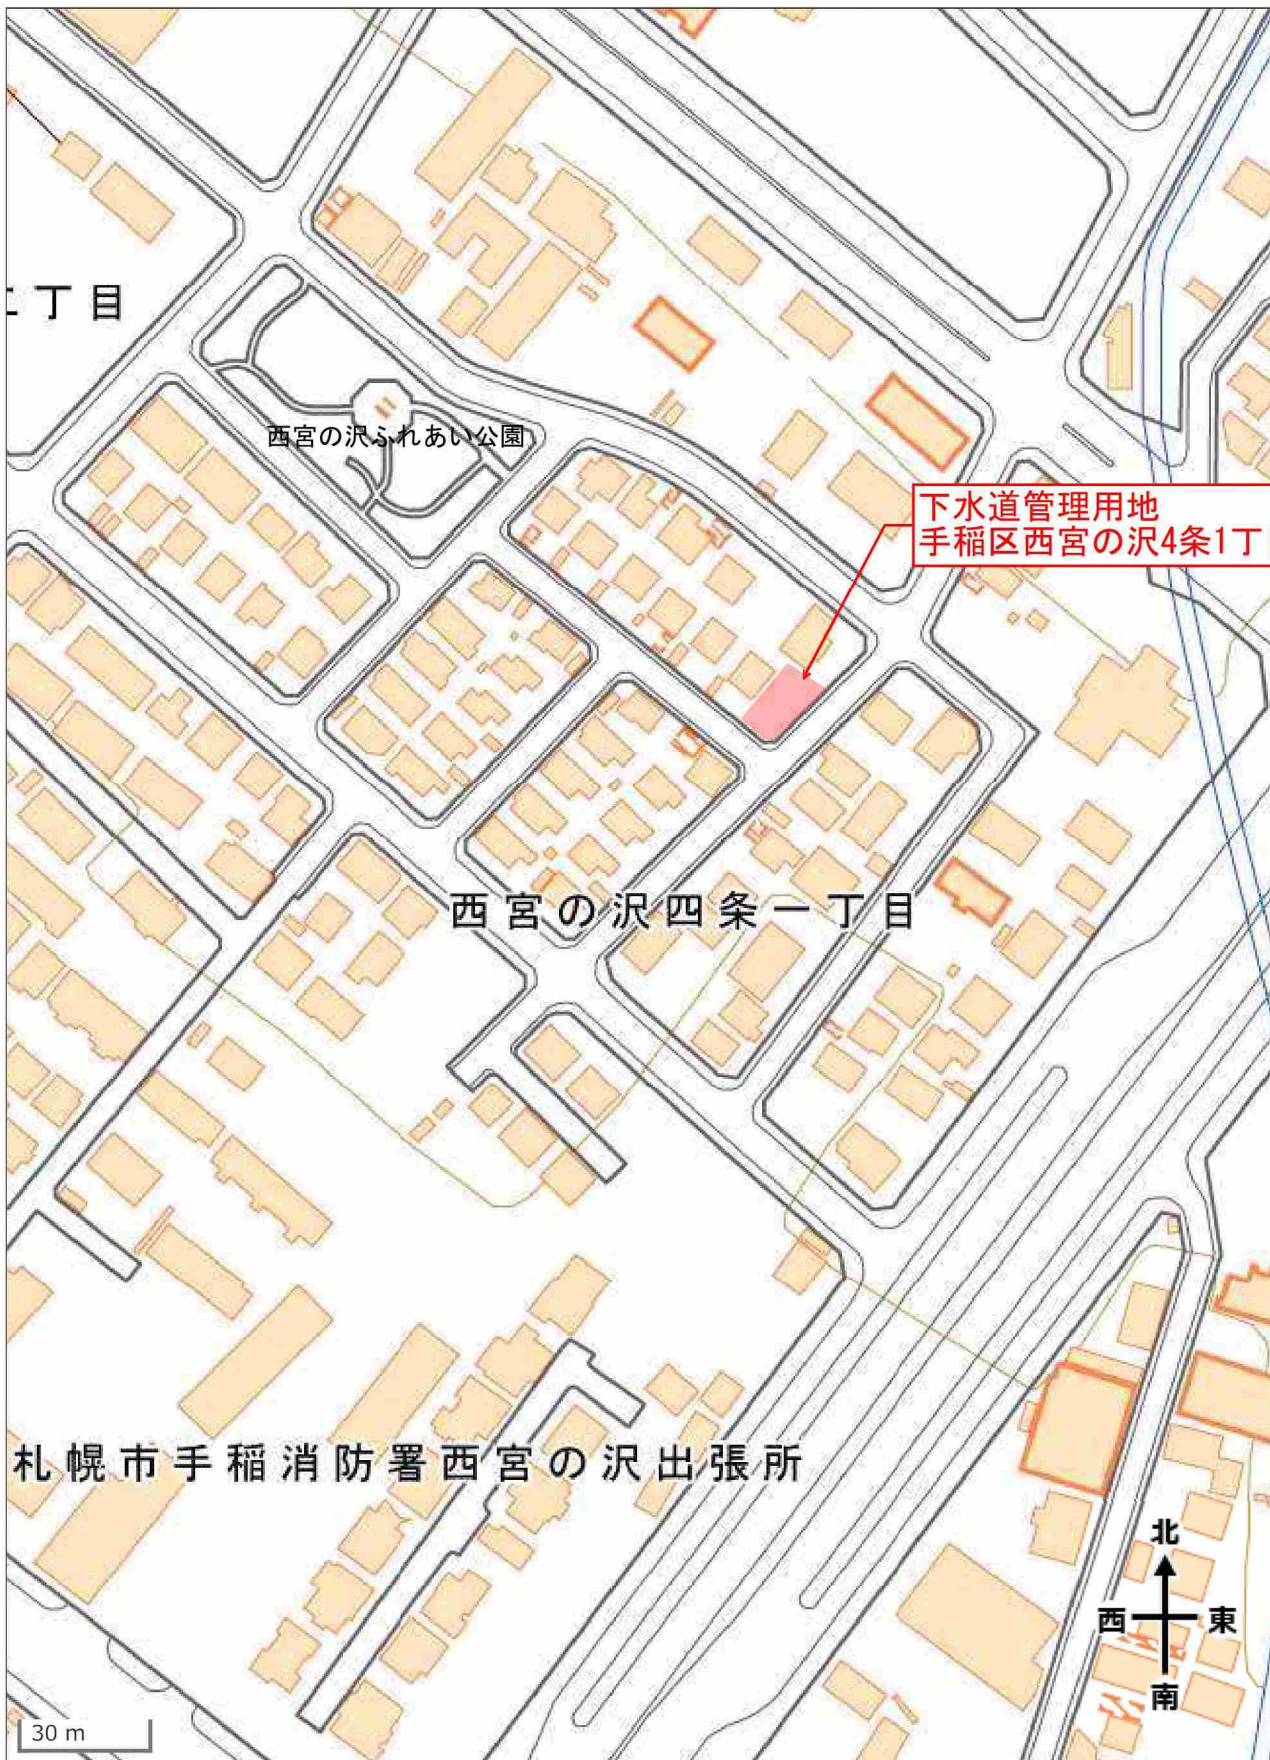 二丁目
西宮の沢ふれあい公園
下水道管理用地
手稲区西宮の沢4条1丁
西宮の沢四条一丁目
札幌市手稲消防署西宮の沢出張所
北
西 東
南
30 m